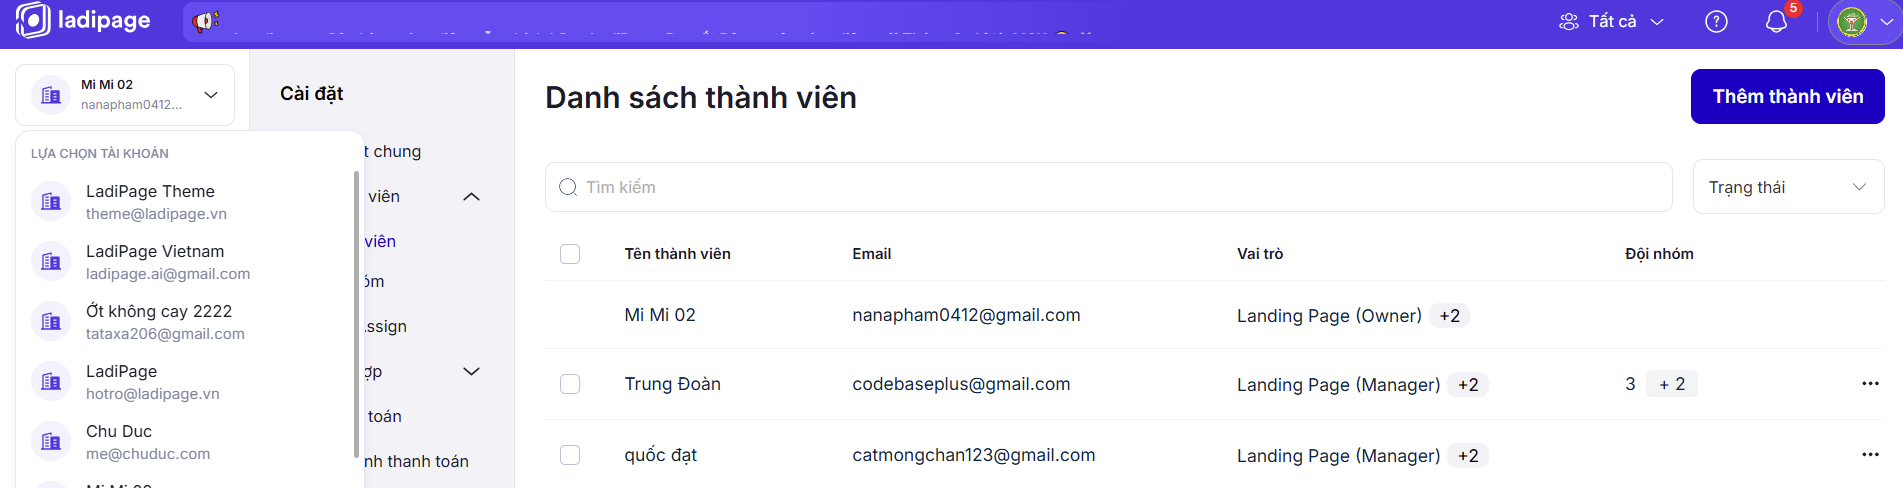 ladipage
Tất cả
5
Mi Mi 02
nanapham0412...
LỰA CHỌN TÀI KHOẢN
LadiPage Theme
theme@ladipage.vn
LadiPage Vietnam
ladipage.ai@gmail.com
Ớt không cay 2222
tataxa206@gmail.com
LadiPage
hotro@ladipage.vn
Chu Duc
me@chuduc.com
Cài đặt
t chung
viên
viên
óm
Assign
ợp
toán
nh thanh toán
Danh sách thành viên
Thêm thành viên
Tìm kiếm
Trạng thái
Tên thành viên Email Vai trò Đội nhóm
Mi Mi 02 nanapham0412@gmail.com Landing Page (Owner) +2
Trung Đoàn codebaseplus@gmail.com Landing Page (Manager) +2 3 + 2
quốc đạt catmongchan123@gmail.com Landing Page (Manager) +2